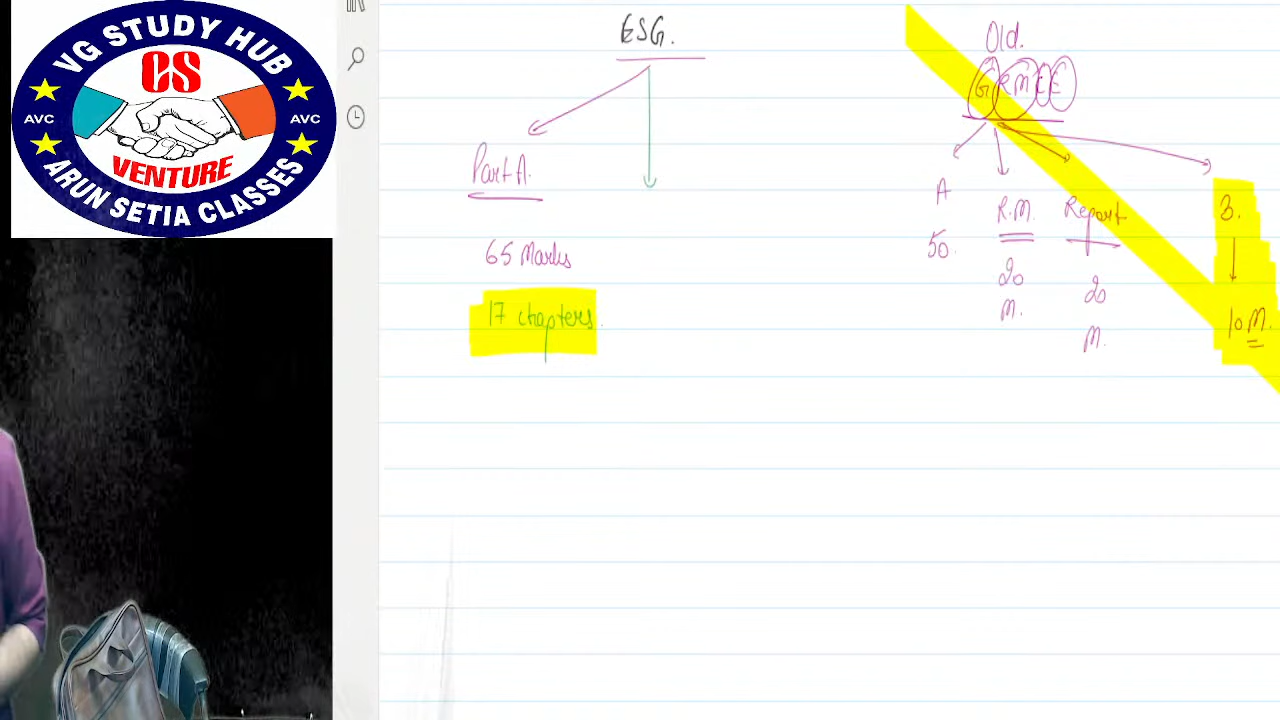 VG STUDY HUB
CS
AVC
AVC
VENTURE
ARUN SETIA CLASSES
ESG.
Part A.
65 Marks
17 chapters.
Old.
G RM E E
A
50.
R.M.
20
M.
Report
20
M.
3.
10 M.